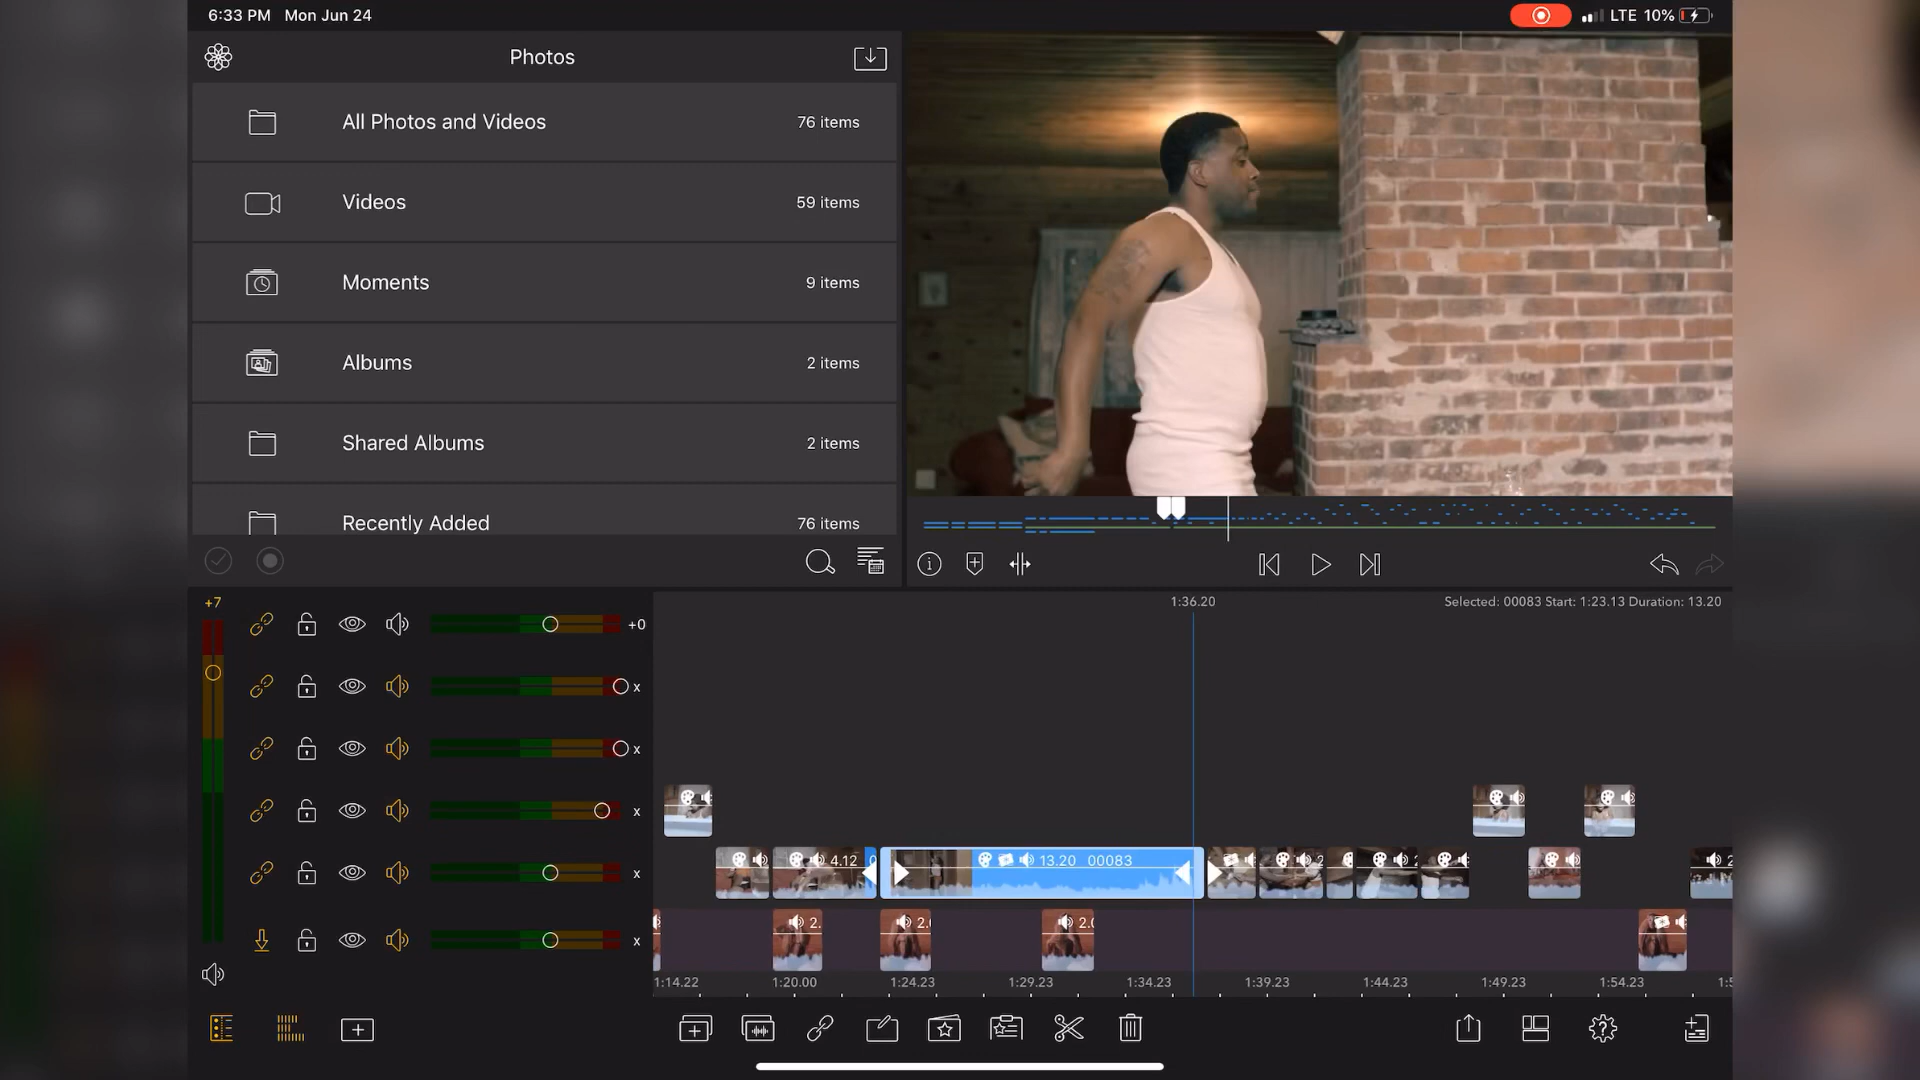 6:33 PM Mon Jun 24
LTE 10%
Photos
All Photos and Videos 76 items
Videos 59 items
Moments 9 items
Albums 2 items
Shared Albums 2 items
Recently Added 76 items
+7
+0
x
x
x
x
x
1:36.20
Selected: 00083 Start: 1:23.13 Duration: 13.20
4.12
13.20 00083
2.
2.
1:14.22 1:20.00 1:24.23 1:29.23 1:34.23 1:39.23 1:44.23 1:49.23 1:54.23